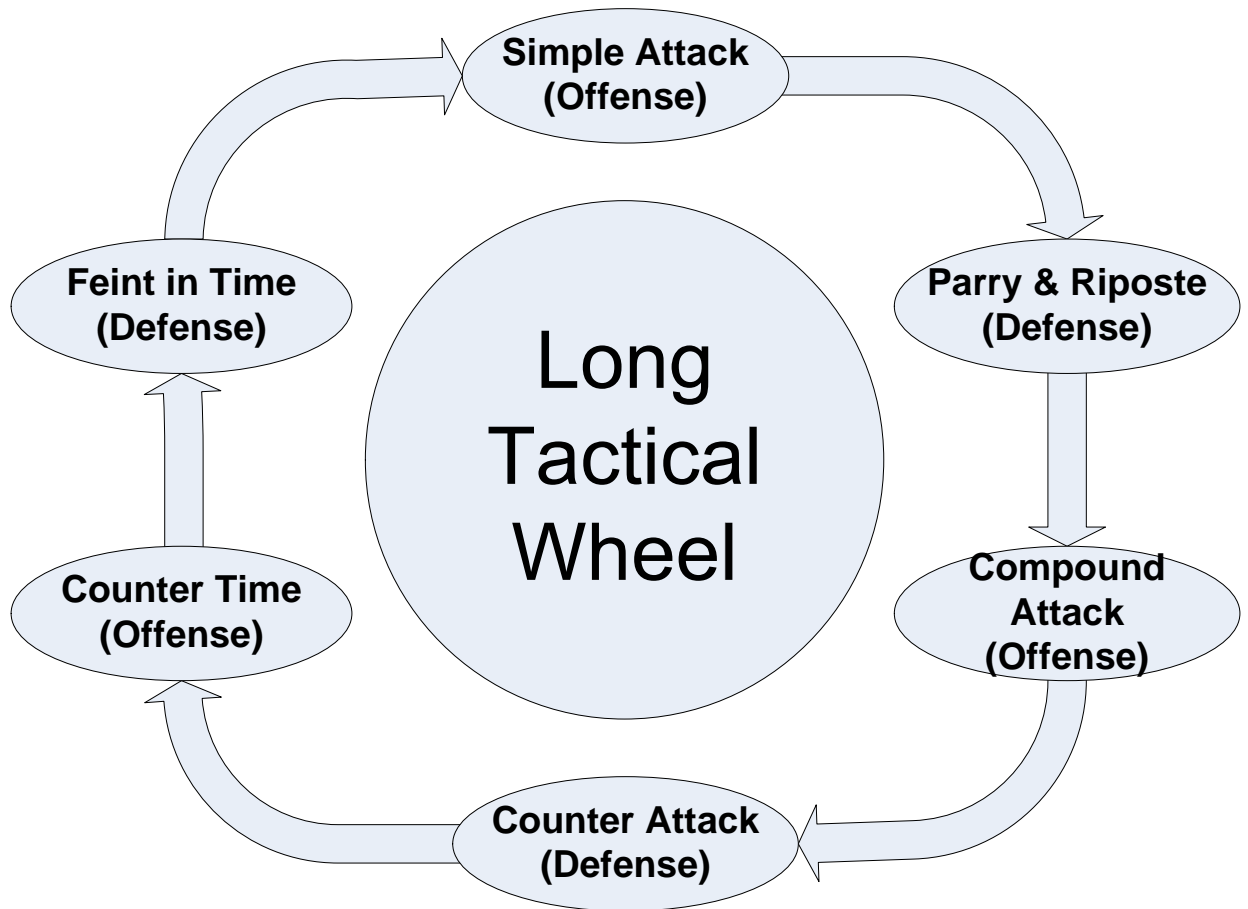 Simple Attack
(Offense)
Parry & Riposte
(Defense)
Compound
Attack
(Offense)
Counter Attack
(Defense)
Counter Time
(Offense)
Feint in Time
(Defense)
Long
Tactical
Wheel